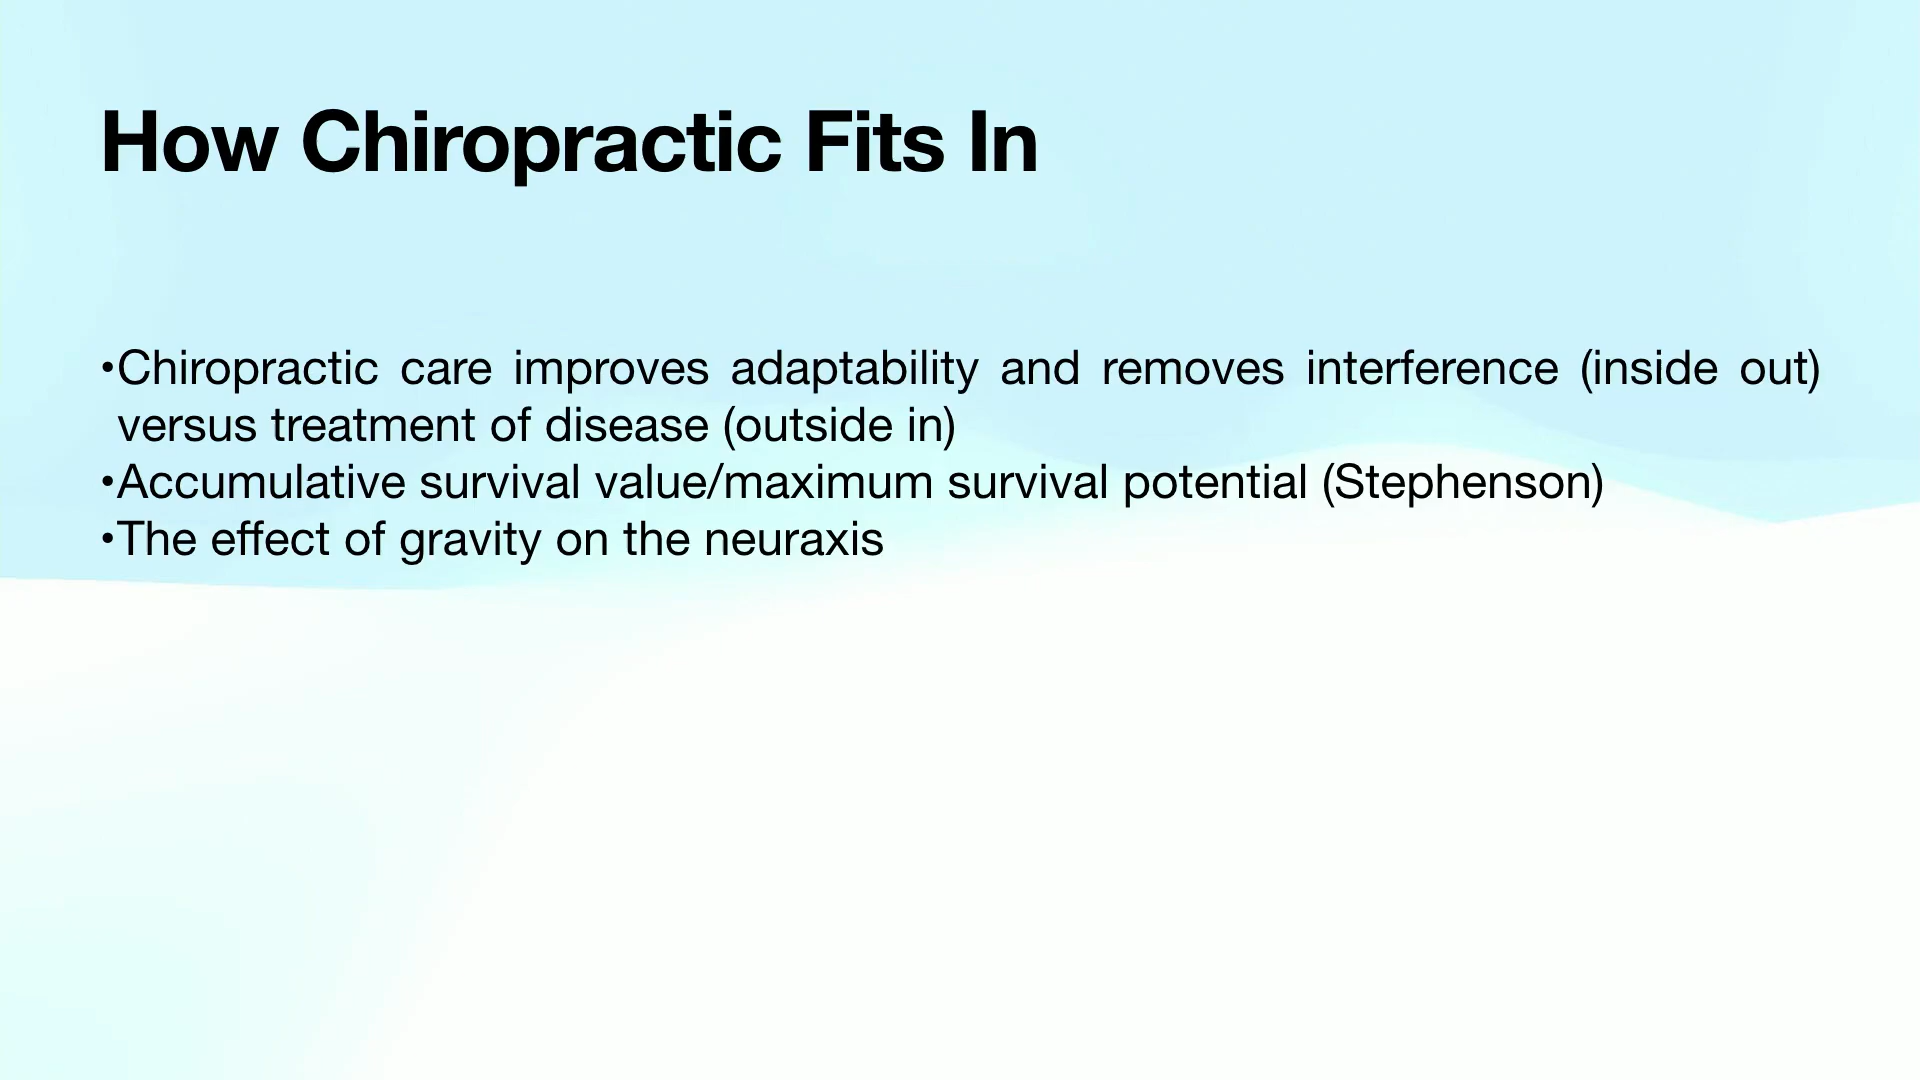 How Chiropractic Fits In
•Chiropractic care improves adaptability and removes interference (inside out)
versus treatment of disease (outside in)
•Accumulative survival value/maximum survival potential (Stephenson)
•The effect of gravity on the neuraxis